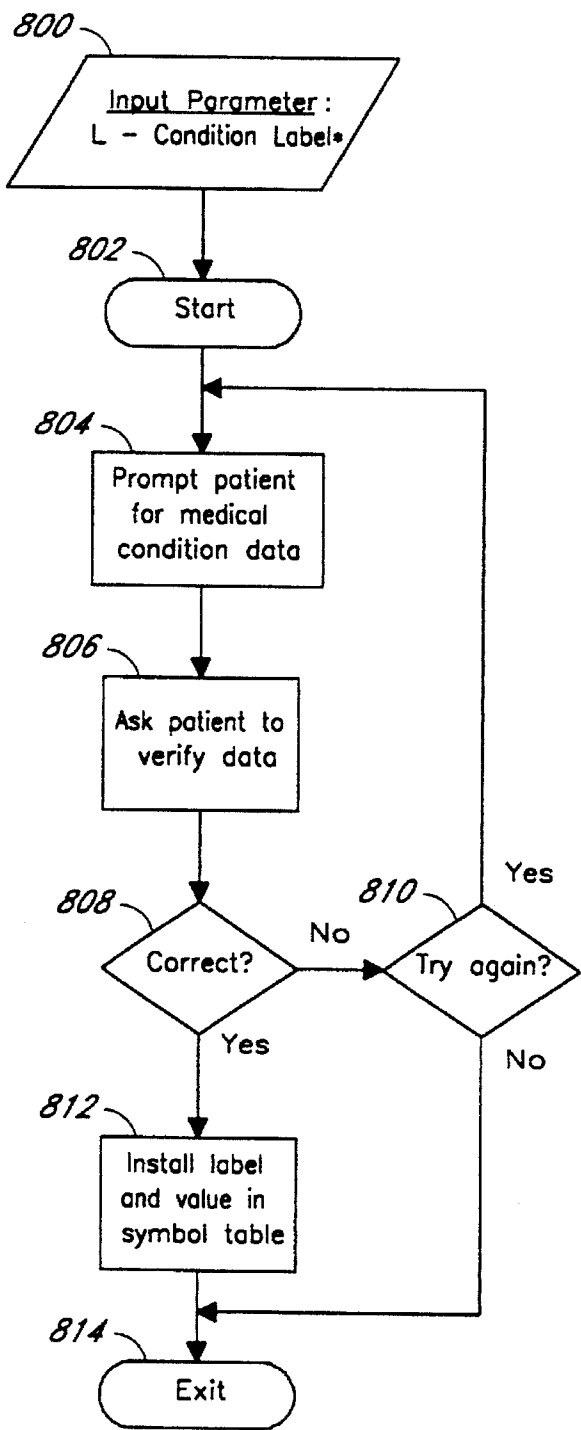 800
Input Parameter:
L - Condition Label*
802
Start
804
Prompt patient
for medical
condition data
806
Ask patient to
verify data
808
Correct?
No
810
Try again?
Yes
Yes
No
812
Install label
and value in
symbol table
814
Exit